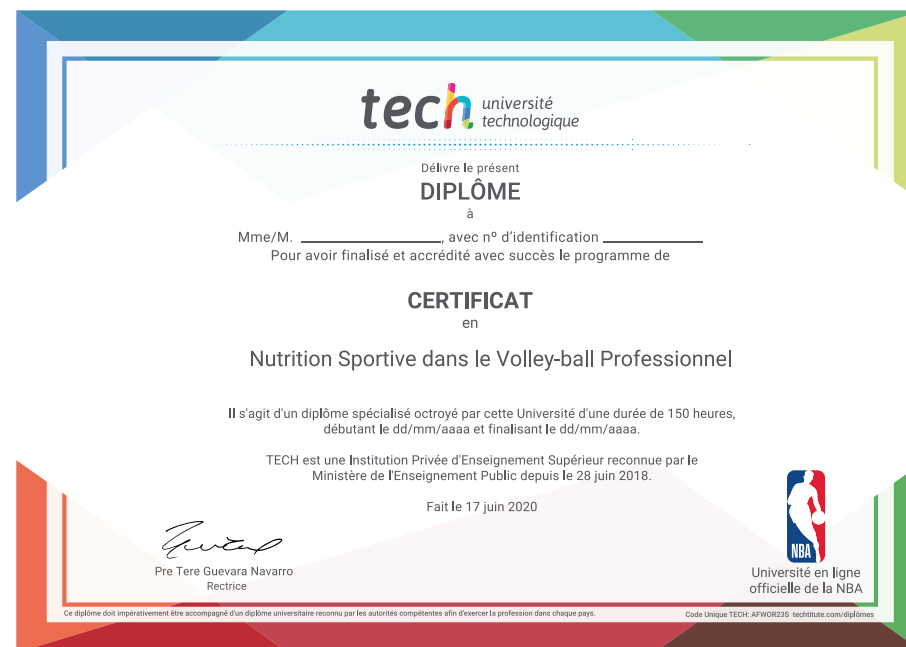 tech université
technologique
Délivre le présent
DIPLÔME
à
Mme/M. ____________________, avec nº d'identification ______________
Pour avoir finalisé et accrédité avec succès le programme de
CERTIFICAT
en
Nutrition Sportive dans le Volley-ball Professionnel
Il s'agit d'un diplôme spécialisé octroyé par cette Université d'une durée de 150 heures,
débutant le dd/mm/aaaa et finalisant le dd/mm/aaaa.
TECH est une Institution Privée d'Enseignement Supérieur reconnue par le
Ministère de l'Enseignement Public depuis le 28 juin 2018.
Fait le 17 juin 2020
Pre Tere Guevara Navarro
Rectrice
NBA
Université en ligne
officielle de la NBA
Ce diplôme doit impérativement être accompagné d'un diplôme universitaire reconnu par les autorités compétentes afin d'exercer la profession dans chaque pays.
Code Unique TECH: AFWOR23S techtitute.com/diplômes